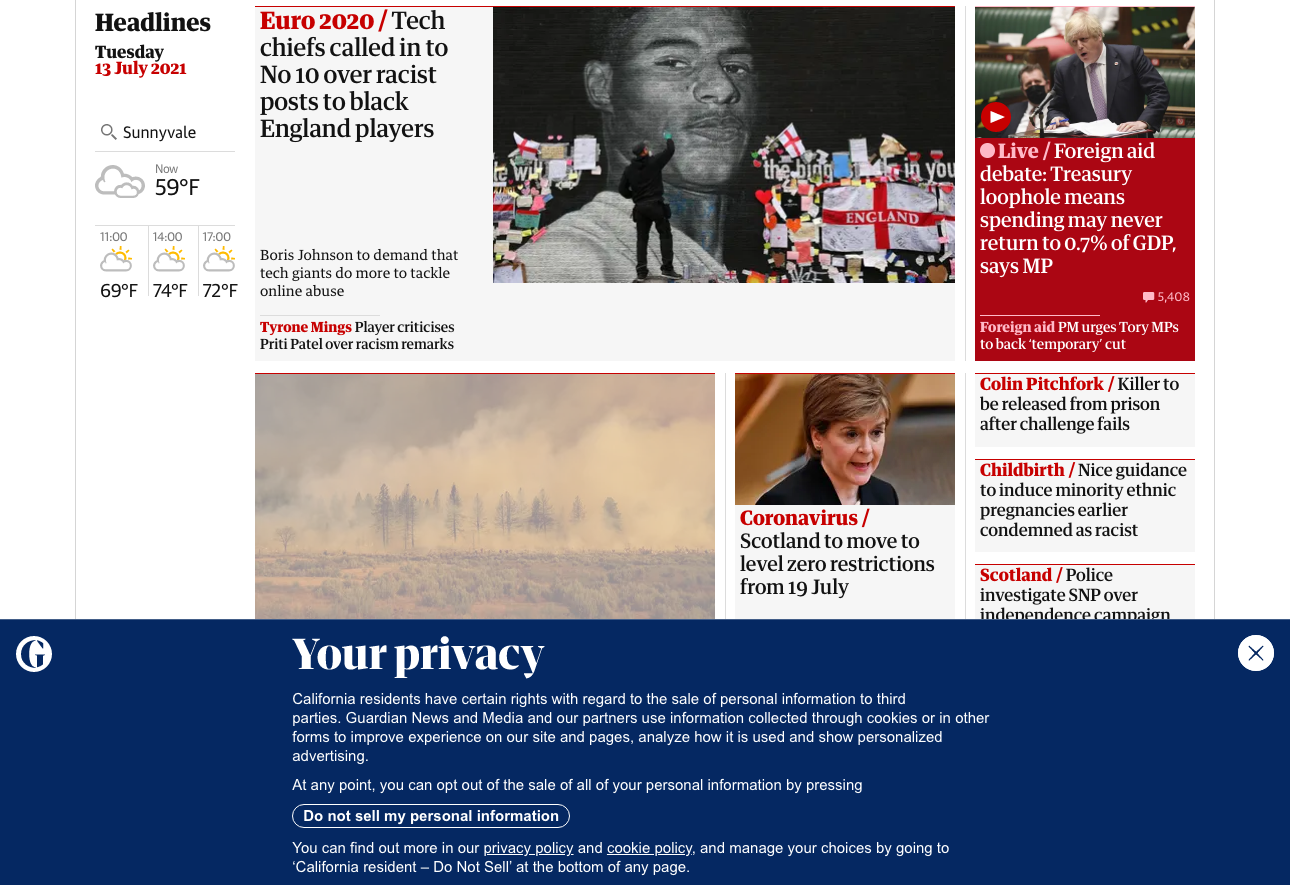 Headlines
Tuesday
13 July 2021
Sunnyvale
Now
59°F
11:00 14:00 17:00
69°F 74°F 72°F
Euro 2020 / Tech
chiefs called in to
No 10 over racist
posts to black
England players
Boris Johnson to demand that
tech giants do more to tackle
online abuse
Tyrone Mings Player criticises
Priti Patel over racism remarks
ENGLAND
Live / Foreign aid
debate: Treasury
loophole means
spending may never
return to 0.7% of GDP,
says MP
5,408
Foreign aid PM urges Tory MPs
to back ‘temporary’ cut
Coronavirus /
Scotland to move to
level zero restrictions
from 19 July
Colin Pitchfork / Killer to
be released from prison
after challenge fails
Childbirth / Nice guidance
to induce minority ethnic
pregnancies earlier
condemned as racist
Scotland / Police
investigate SNP over
independence campaign
Your privacy
California residents have certain rights with regard to the sale of personal information to third
parties. Guardian News and Media and our partners use information collected through cookies or in other
forms to improve experience on our site and pages, analyze how it is used and show personalized
advertising.
At any point, you can opt out of the sale of all of your personal information by pressing
Do not sell my personal information
You can find out more in our privacy policy and cookie policy, and manage your choices by going to
‘California resident – Do Not Sell’ at the bottom of any page.